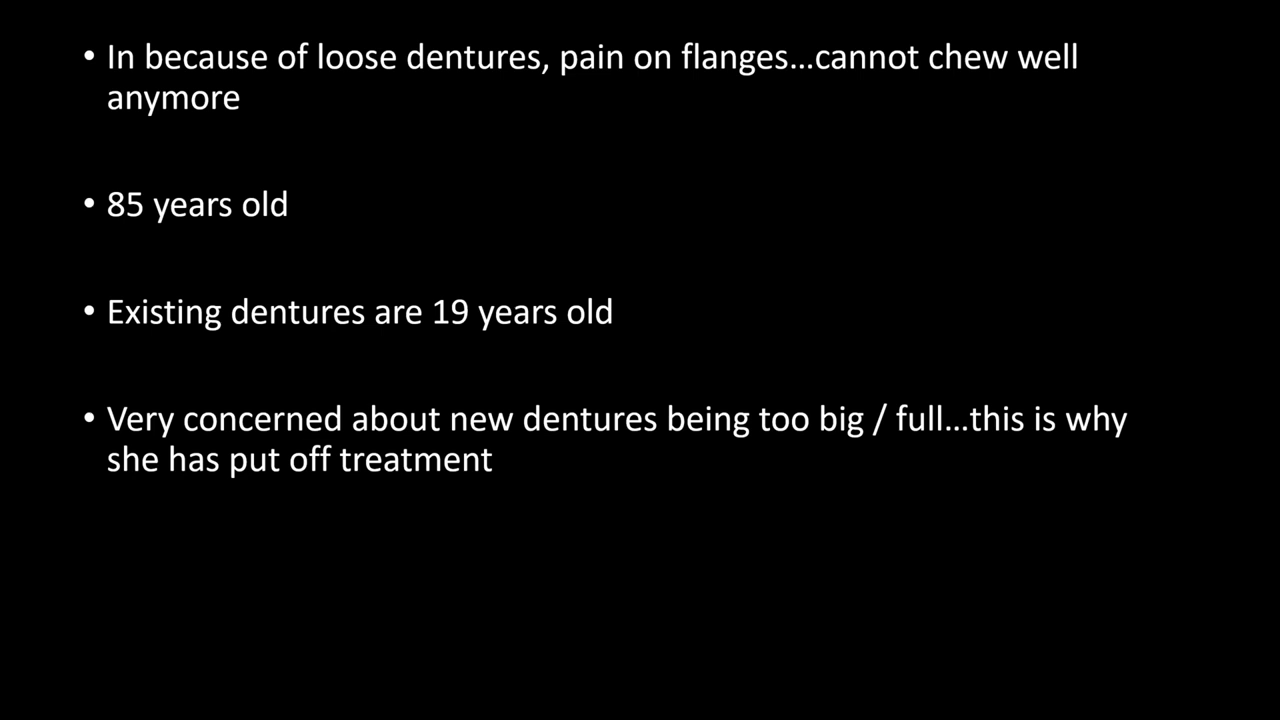 • In because of loose dentures, pain on flanges...cannot chew well
anymore
• 85 years old
• Existing dentures are 19 years old
• Very concerned about new dentures being too big / full...this is why
she has put off treatment